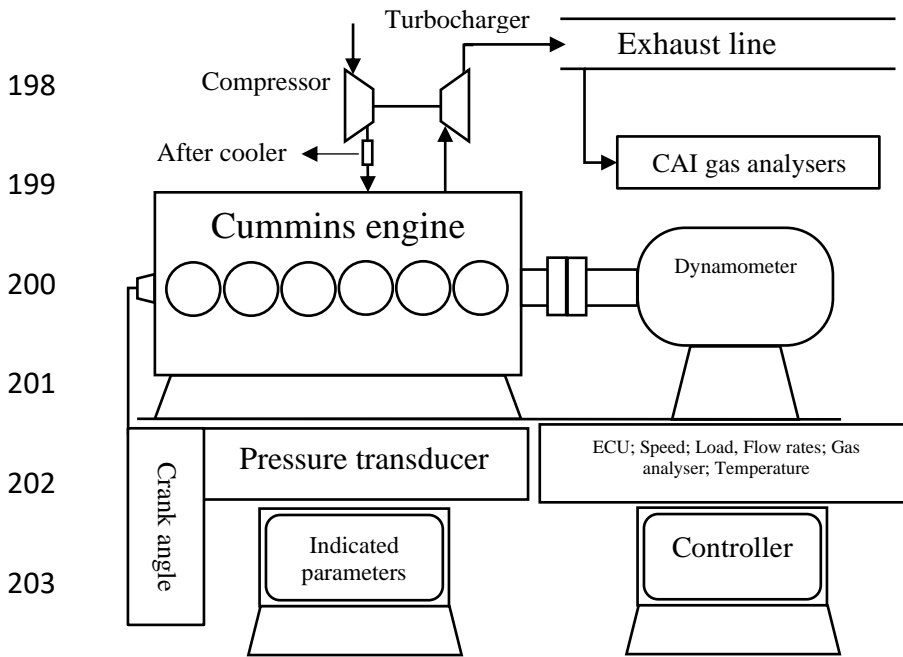 Turbocharger
Exhaust line
198
Compressor
After cooler
CAI gas analysers
199
Cummins engine
200
Dynamometer
201
Crank angle
Pressure transducer
ECU; Speed; Load, Flow rates; Gas
analyser; Temperature
202
Indicated
parameters
Controller
203